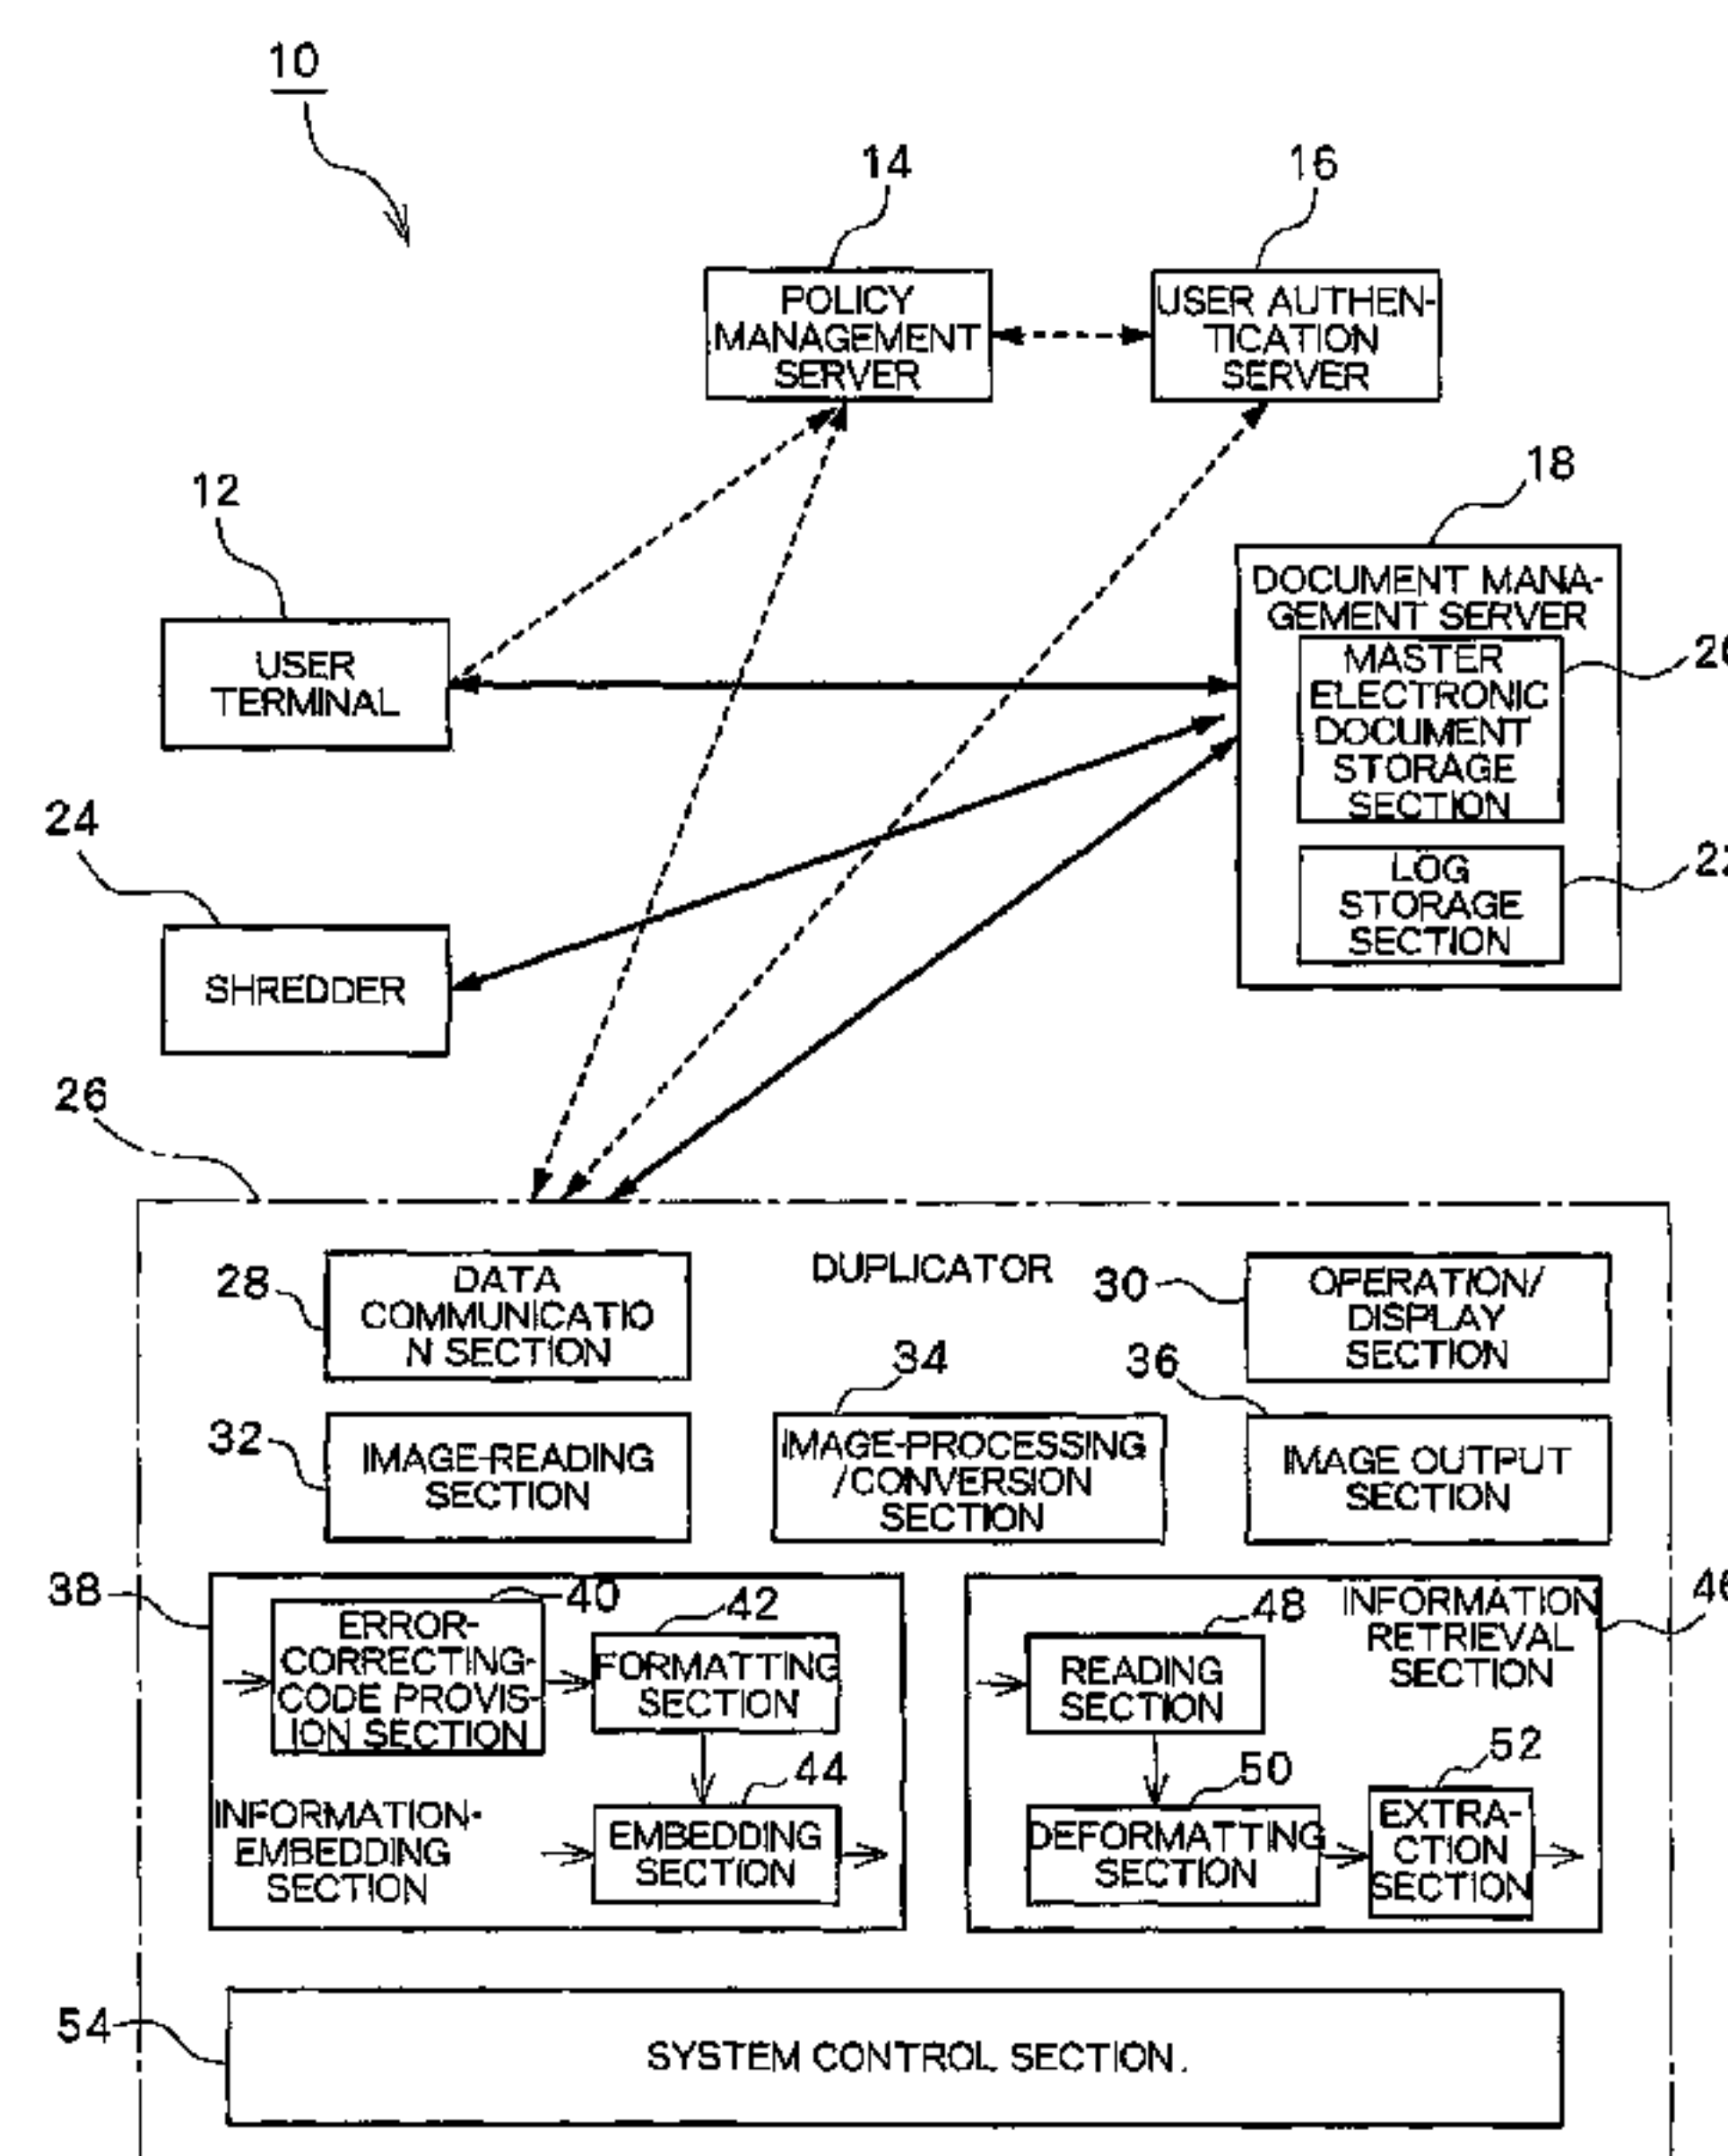 10
14
16
POLICY
MANAGEMENT
SERVER
USER AUTHEN-
TICATION
SERVER
12
18
USER
TERMINAL
DOCUMENT MANA-
GEMENT SERVER
MASTER
ELECTRONIC
DOCUMENT
STORAGE
SECTION
LOG
STORAGE
SECTION
24
SHREDDER
26
DUPLICATOR
28
DATA
COMMUNICATIO
N SECTION
30
OPERATION/
DISPLAY
SECTION
32
IMAGE-READING
SECTION
34
IMAGE-PROCESSING
/CONVERSION
SECTION
36
IMAGE OUTPUT
SECTION
38
40
ERROR-
CORRECTING-
CODE PROVIS-
ION SECTION
42
FORMATTING
SECTION
44
EMBEDDING
SECTION
INFORMATION-
EMBEDDING
SECTION
INFORMATION
RETRIEVAL
SECTION
48
READING
SECTION
50
DEFORMATTING
SECTION
52
EXTRA-
CTION
SECTION
54
SYSTEM CONTROL SECTION.